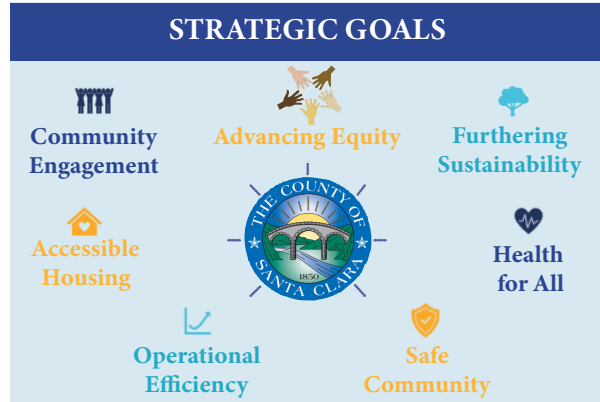 STRATEGIC GOALS
Community
Engagement
Advancing Equity
Furthering
Sustainability
THE COUNTY OF
SANTA CLARA
1850
Accessible
Housing
Health
for All
Operational
Efficiency
Safe
Community